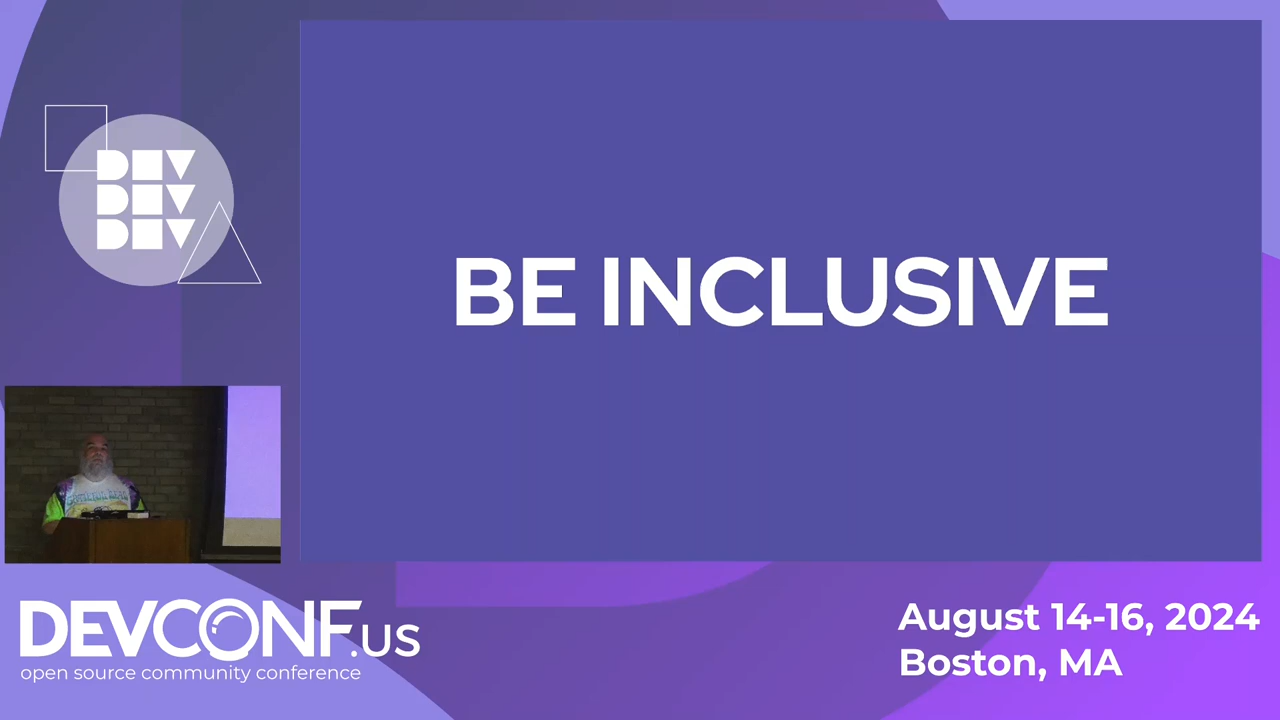 DEV
DEV
DEV
BE INCLUSIVE
DEVCONF.US
open source community conference
August 14-16, 2024
Boston, MA